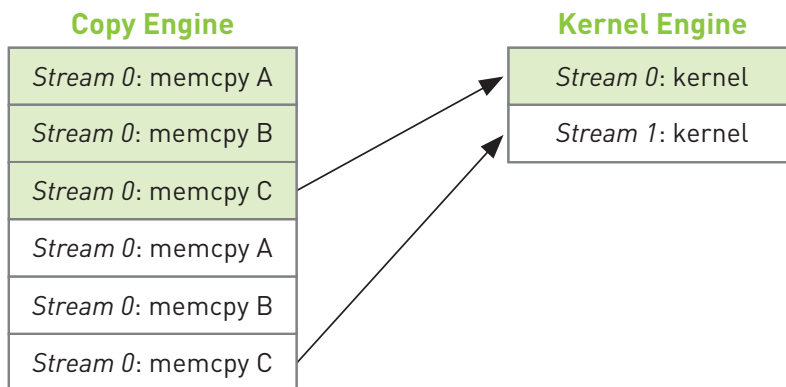 Copy Engine
Stream 0: memcpy A
Stream 0: memcpy B
Stream 0: memcpy C
Stream 0: memcpy A
Stream 0: memcpy B
Stream 0: memcpy C
Kernel Engine
Stream 0: kernel
Stream 1: kernel